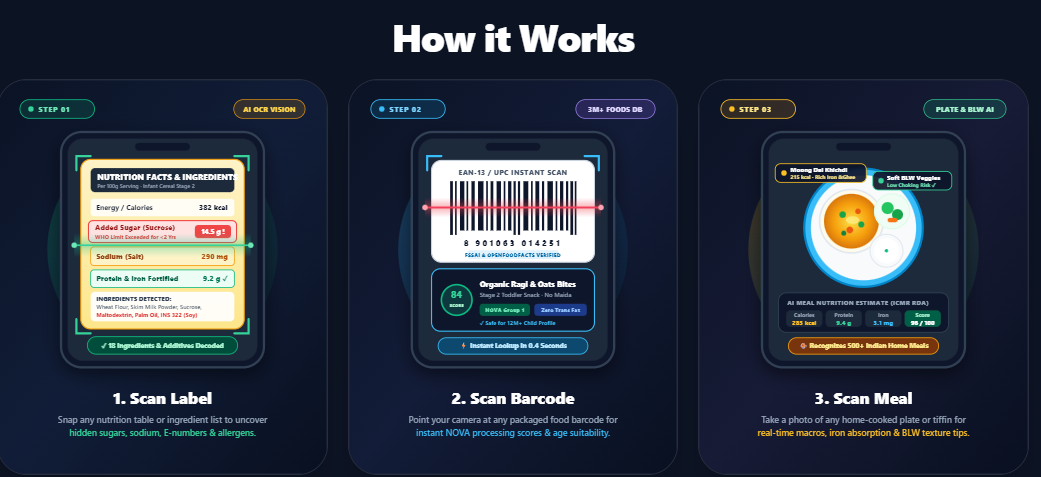 How it Works
STEP 01
AI OCR VISION
NUTRITION FACTS & INGREDIENTS
Per 100g Serving · Infant Cereal Stage 2
Energy / Calories 382 kcal
Added Sugar (Sucrose) 14.5 g
WHO Limit Exceeded for <2 Yrs
Sodium (Salt) 290 mg
Protein & Iron Fortified 9.2 g ✓
INGREDIENTS DETECTED:
Wheat Flour, Skim Milk Powder, Sucrose,
Maltodextrin, Palm Oil, INS 322 (Soy)
✓ 18 Ingredients & Additives Decoded
1. Scan Label
Snap any nutrition table or ingredient list to uncover
hidden sugars, sodium, E-numbers & allergens.
STEP 02
3M+ FOODS DB
EAN-13 / UPC INSTANT SCAN
8 901063 014251
FSSAI & OPENFOODFACTS VERIFIED
84
SCORE
Organic Ragi & Oats Bites
Stage 2 Toddler Snack · No Maida
NOVA Group 1
Zero Trans Fat
✓ Safe for 12M+ Child Profile
Instant Lookup in 0.4 Seconds
2. Scan Barcode
Point your camera at any packaged food barcode for
instant NOVA processing scores & age suitability.
STEP 03
PLATE & BLW AI
Moong Dal Khichdi
215 kcal · Rich Iron &Ghee
Soft BLW Veggies
Low Choking Risk ✓
AI MEAL NUTRITION ESTIMATE (ICMR RDA)
Calories Protein Iron Score
285 kcal 9.4 g 3.1 mg 96 / 100
Recognizes 500+ Indian Home Meals
3. Scan Meal
Take a photo of any home-cooked plate or tiffin for
real-time macros, iron absorption & BLW texture tips.